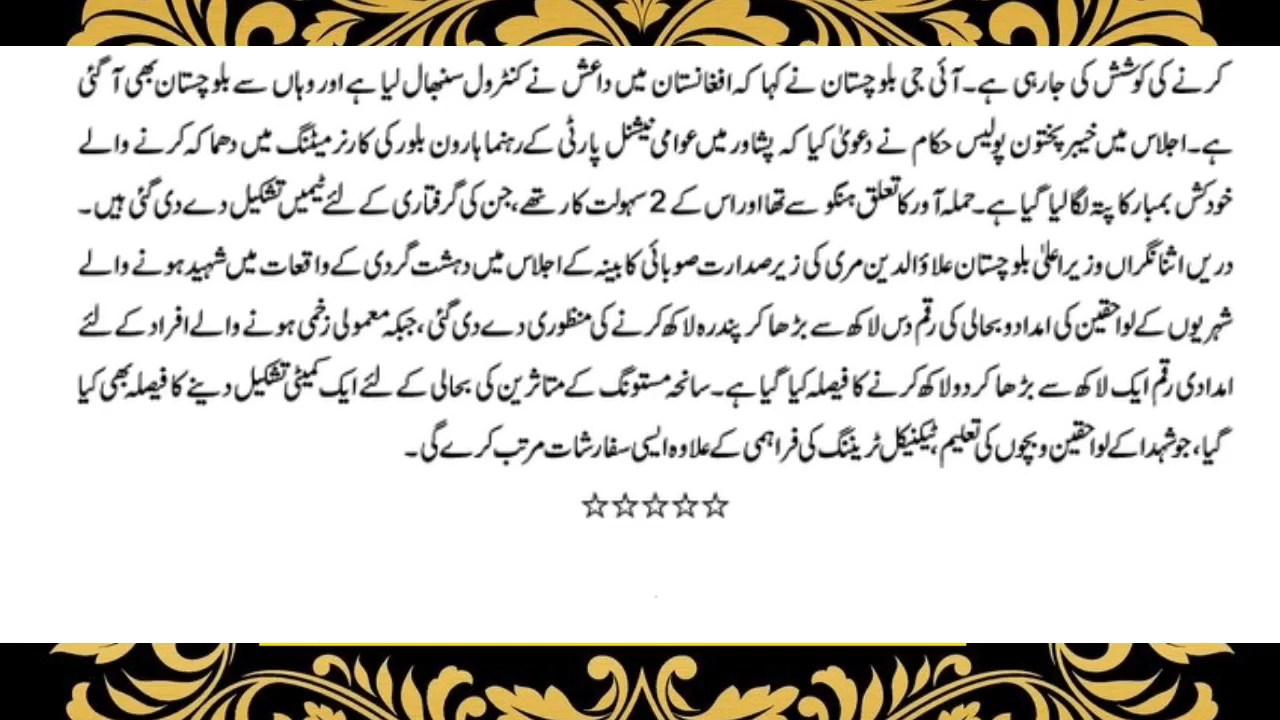 کرنے کی کوشش کی جارہی ہے۔ آئی جی بلوچستان نے کہا کہ افغانستان میں داعش نے کنٹرول سنبھال لیا ہے اور وہاں سے بلوچستان بھی آ گئی
ہے۔ اجلاس میں خیبر پختون پولیس حکام نے دعویٰ کیا کہ پشاور میں عوامی نیشنل پارٹی کے رہنما ہارون بلور کی کارنر میٹنگ میں دھماکہ کرنے والے
خودکش بمبار کا پتہ لگا لیا گیا ہے۔ حملہ آور کا تعلق ہنگو سے تھا اور اس کے 2 سہولت کار تھے، جن کی گرفتاری کے لئے ٹیمیں تشکیل دے دی گئی ہیں۔
دریں اثنا نگراں وزیراعلیٰ بلوچستان علاؤالدین مری کی زیر صدارت صوبائی کابینہ کے اجلاس میں دہشت گردی کے واقعات میں شہید ہونے والے
شہریوں کے لواحقین کی امداد و بحالی کی رقم دس لاکھ سے بڑھا کر پندرہ لاکھ کرنے کی منظوری دے دی گئی، جبکہ معمولی زخمی ہونے والے افراد کے لئے
امدادی رقم ایک لاکھ سے بڑھا کر دو لاکھ کرنے کا فیصلہ کیا گیا ہے۔ سانحہ مستونگ کے متاثرین کی بحالی کے لئے ایک کمیٹی تشکیل دینے کا فیصلہ بھی کیا
گیا، جو شہدا کے لواحقین و بچوں کی تعلیم، ٹیکنیکل ٹریننگ کی فراہمی کے علاوہ ایسی سفارشات مرتب کرے گی۔
☆☆☆☆☆